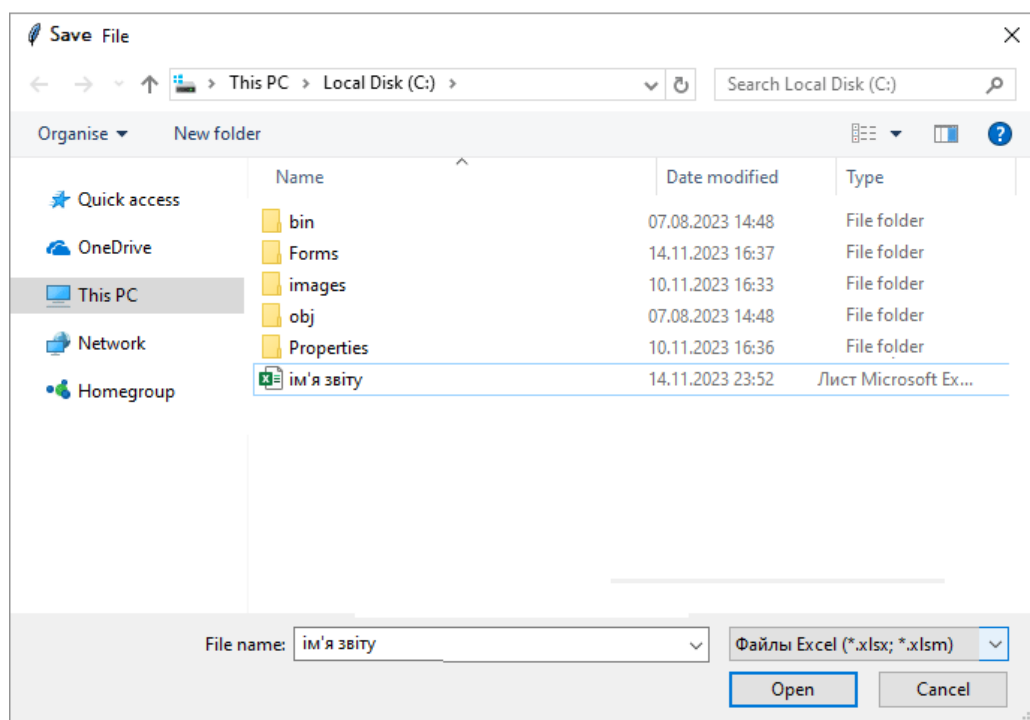 Save File
This PC > Local Disk (C:) >
Search Local Disk (C:)
Organise
New folder
?
Name
Date modified
Type
Quick access
OneDrive
This PC
Network
Homegroup
bin 07.08.2023 14:48 File folder
Forms 14.11.2023 16:37 File folder
images 10.11.2023 16:33 File folder
obj 07.08.2023 14:48 File folder
Properties 10.11.2023 16:36 File folder
ім'я звіту 14.11.2023 23:52 Лист Microsoft Ex...
File name: ім'я звіту
Файлы Excel (*.xlsx; *.xlsm)
Open
Cancel